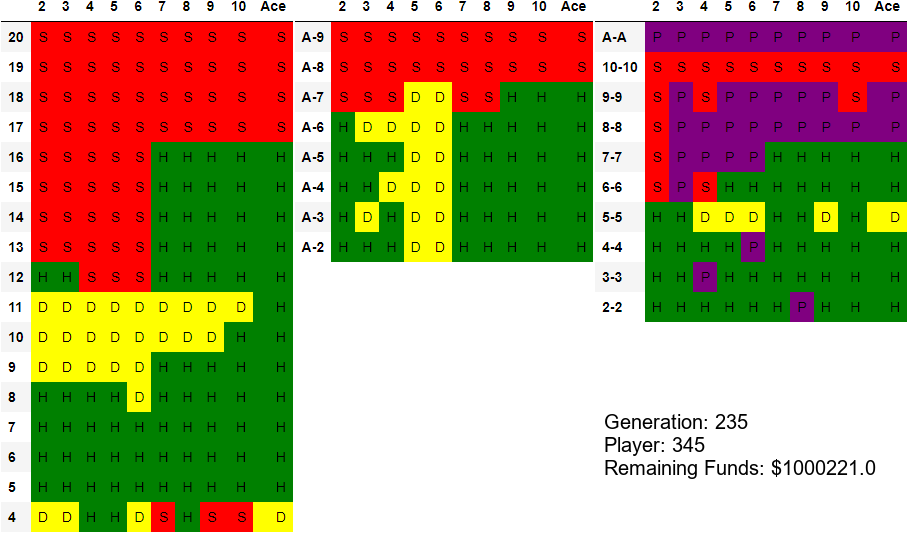 2 3 4 5 6 7 8 9 10 Ace
20 S S S S S S S S S S
19 S S S S S S S S S S
18 S S S S S S S S S S
17 S S S S S S S S S S
16 S S S S S H H H H H
15 S S S S S H H H H H
14 S S S S S H H H H H
13 S S S S S H H H H H
12 H H S S S H H H H H
11 D D D D D D D D D H
10 D D D D D D D D H H
9 D D D D D H H H H H
8 H H H H D H H H H H
7 H H H H H H H H H H
6 H H H H H H H H H H
5 H H H H H H H H H H
4 D D H H D S H S S D
2 3 4 5 6 7 8 9 10 Ace
A-9 S S S S S S S S S S
A-8 S S S S S S S S S S
A-7 S S S D D S S H H H
A-6 H D D D D H H H H H
A-5 H H H D D H H H H H
A-4 H H D D D H H H H H
A-3 H D H D D H H H H H
A-2 H H H D D H H H H H
2 3 4 5 6 7 8 9 10 Ace
A-A P P P P P P P P P P
10-10 S S S S S S S S S S
9-9 S P S P P P P P S P
8-8 S P P P P P P P P P
7-7 S P P P P H H H H H
6-6 S P S H H H H H H H
5-5 H H D D D H H D H D
4-4 H H H H P H H H H H
3-3 H H P H H H H H H H
2-2 H H H H H H P H H H
Generation: 235
Player: 345
Remaining Funds: $1000221.0